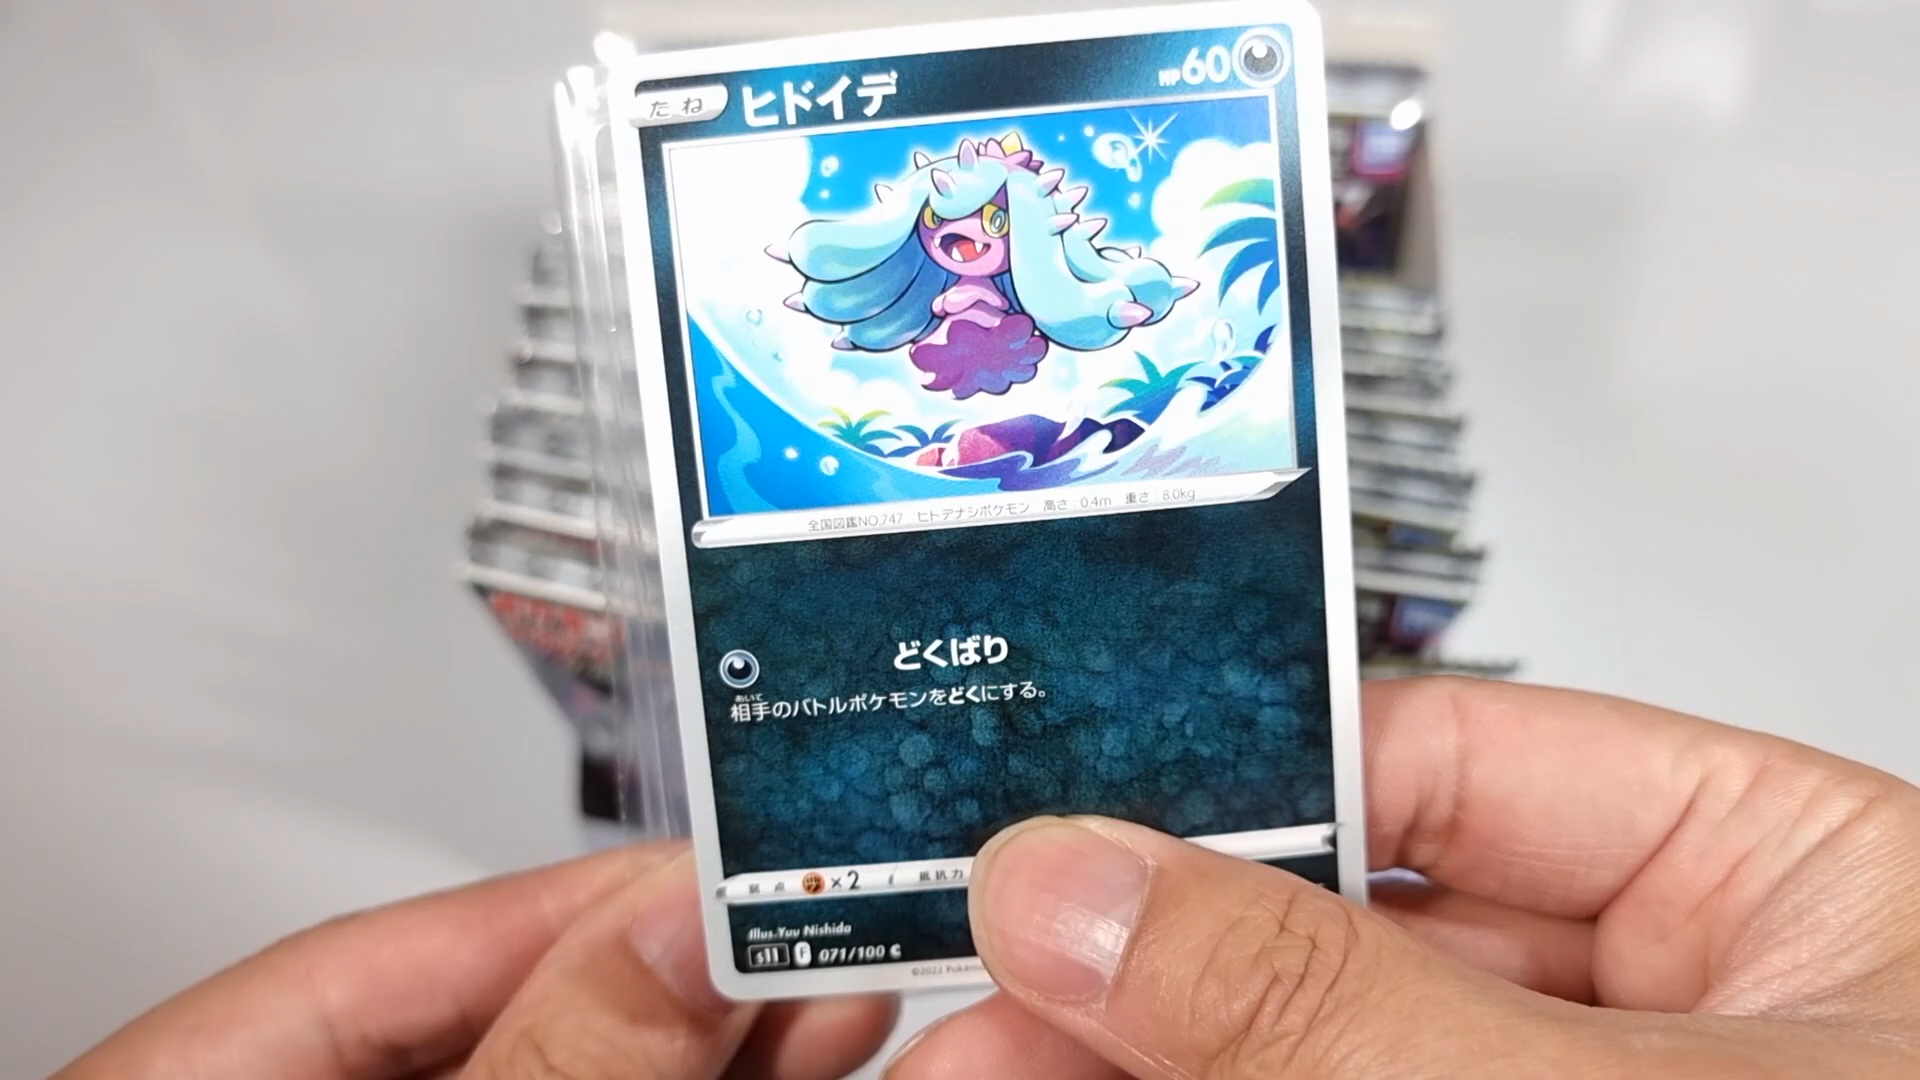 たね ヒドイデ HP60
全国図鑑NO.747 ヒトデナシポケモン 高さ:0.4m 重さ:8.0kg
どくばり
あいて
相手のバトルポケモンをどくにする。
弱点 ×2 抵抗力
Illus.Yuu Nishida
s11 F 071/100 C